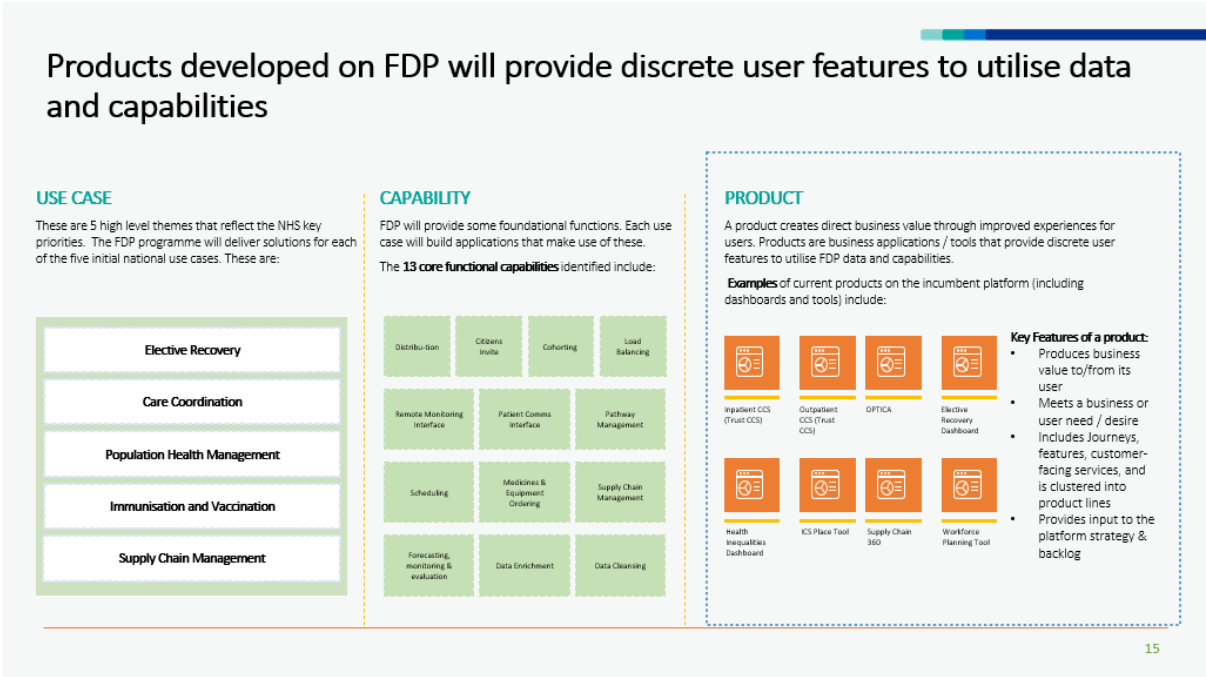 Products developed on FDP will provide discrete user features to utilise data
and capabilities
USE CASE
These are 5 high level themes that reflect the NHS key
priorities. The FDP programme will deliver solutions for each
of the five initial national use cases. These are:
Elective Recovery
Care Coordination
Population Health Management
Immunisation and Vaccination
Supply Chain Management
CAPABILITY
FDP will provide some foundational functions. Each use
case will build applications that make use of these.
The 13 core functional capabilities identified include:
Distribu-tion
Citizens
Invite
Cohorting
Load
Balancing
Remote Monitoring
Interface
Patient Comms
Interface
Pathway
Management
Scheduling
Medicines &
Equipment
Ordering
Supply Chain
Management
Forecasting,
monitoring &
evaluation
Data Enrichment
Data Cleansing
PRODUCT
A product creates direct business value through improved experiences for
users. Products are business applications / tools that provide discrete user
features to utilise FDP data and capabilities.
Examples of current products on the incumbent platform (including
dashboards and tools) include:
Inpatient CCS
(Trust CCS)
Outpatient
CCS (Trust
CCS)
OPTICA
Elective
Recovery
Dashboard
Health
Inequalities
Dashboard
ICS Place Tool
Supply Chain
360
Workforce
Planning Tool
Key Features of a product:
• Produces business
value to/from its
user
• Meets a business or
user need / desire
• Includes Journeys,
features, customer-
facing services, and
is clustered into
product lines
• Provides input to the
platform strategy &
backlog
15